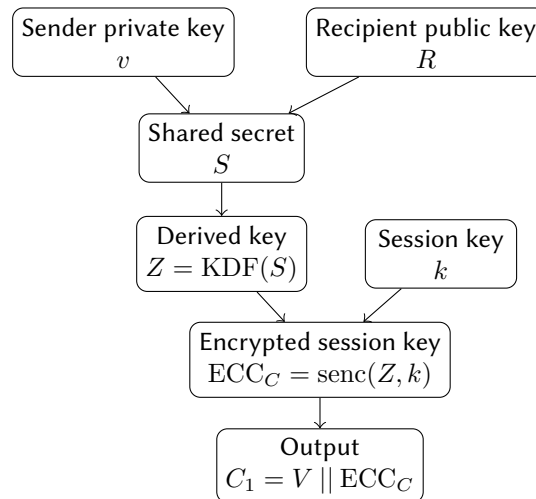 Sender private key
v
Recipient public key
R
Shared secret
S
Derived key
Z = KDF(S)
Session key
k
Encrypted session key
ECC_C = senc(Z, k)
Output
C_1 = V || ECC_C